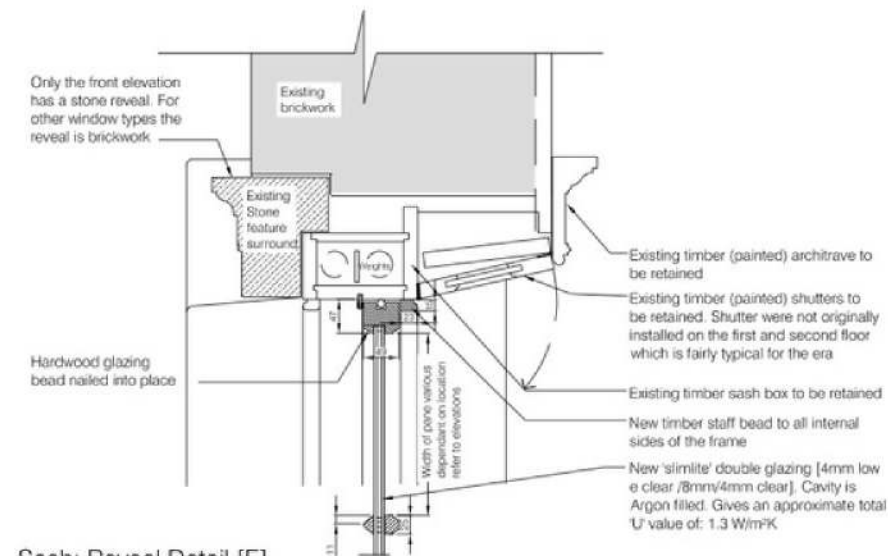 Only the front elevation
has a stone reveal. For
other window types the
reveal is brickwork
Existing
brickwork
Existing
Stone
feature
surround
Weights
Existing timber (painted) architrave to
be retained
Existing timber (painted) shutters to
be retained. Shutter were not originally
installed on the first and second floor
which is fairly typical for the era
Hardwood glazing
bead nailed into place
47
Width of pane various
dependant on location
refer to elevations
Existing timber sash box to be retained
New timber staff bead to all internal
sides of the frame
New 'slimlite' double glazing [4mm low
e clear /8mm/4mm clear]. Cavity is
Argon filled. Gives an approximate total
'U' value of: 1.3 W/m²K
11
Sash: Reveal Detail [E]